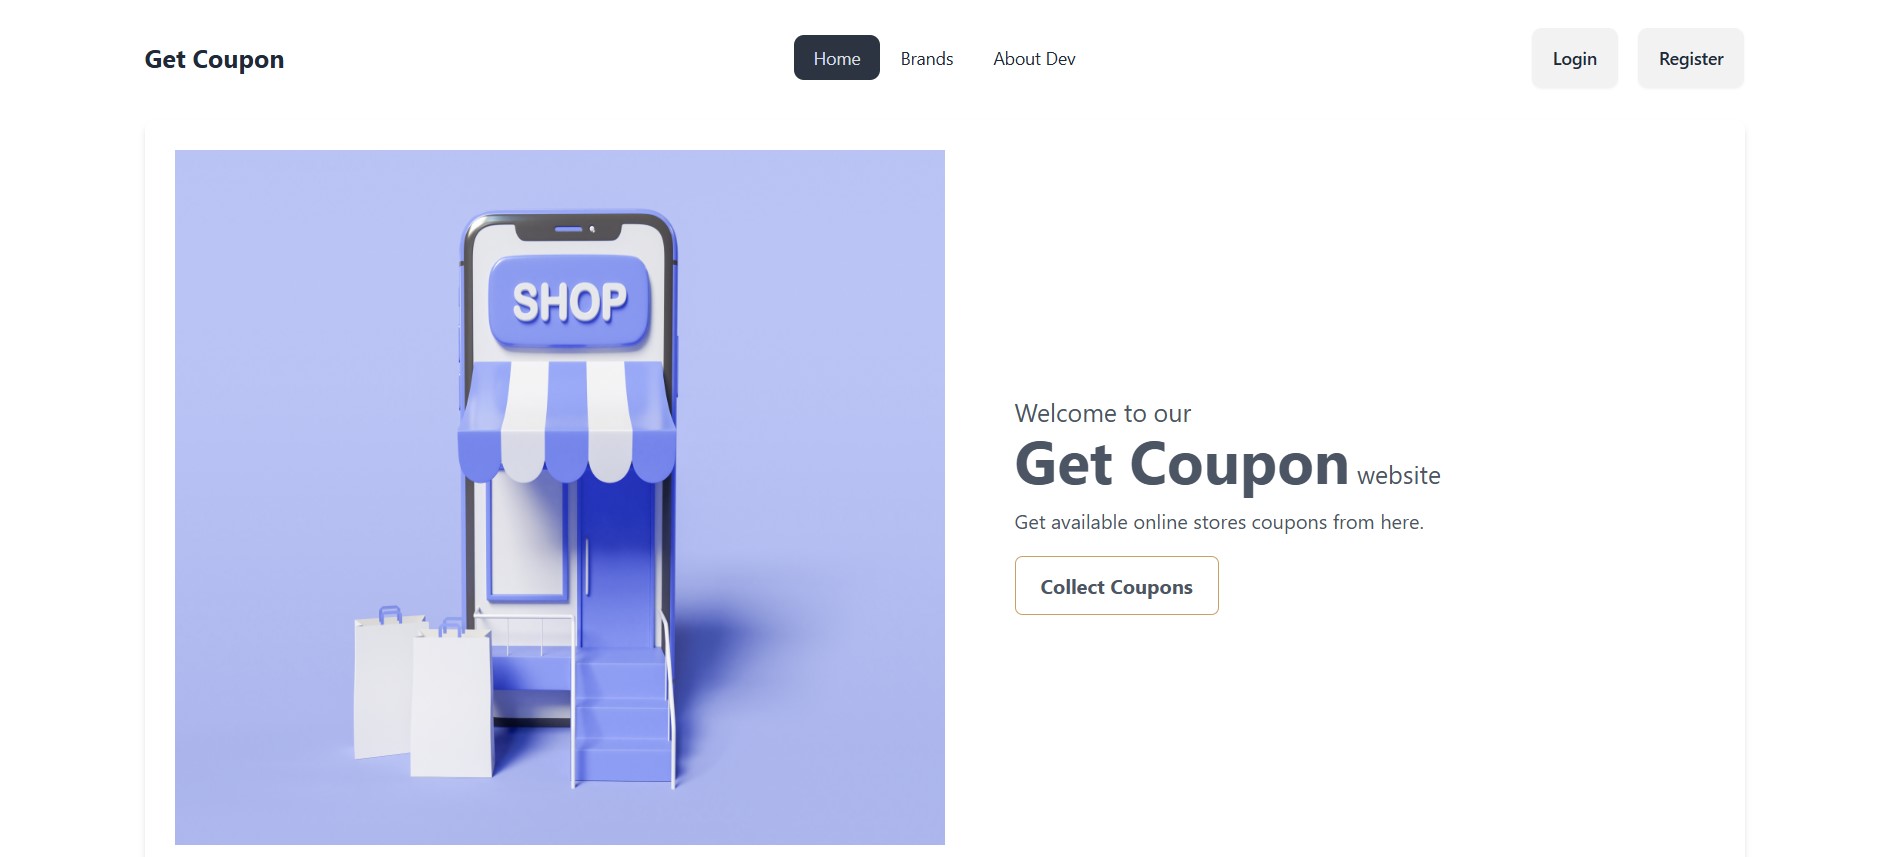 Get Coupon
Home Brands About Dev
Login Register
SHOP
Welcome to our
Get Coupon website
Get available online stores coupons from here.
Collect Coupons